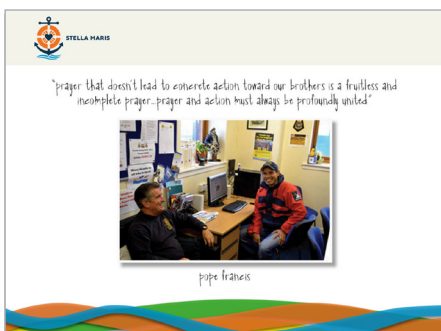 STELLA MARIS
"prayer that doesn't lead to concrete action toward our brothers is a fruitless and
incomplete prayer...prayer and action must always be profoundly united"
pope francis